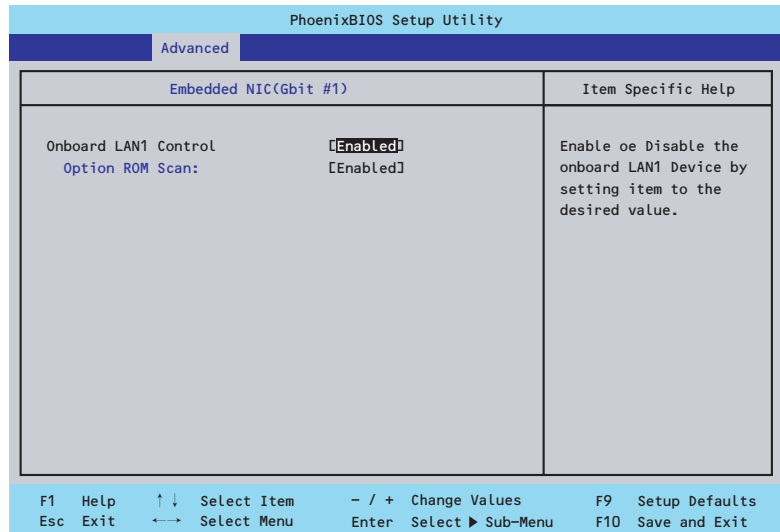 PhoenixBIOS Setup Utility
Advanced
Embedded NIC(Gbit #1)
Item Specific Help
Onboard LAN1 Control [Enabled]
Option ROM Scan: [Enabled]
Enable oe Disable the
onboard LAN1 Device by
setting item to the
desired value.
F1 Help ↑↓ Select Item - / + Change Values F9 Setup Defaults
Esc Exit ←→ Select Menu Enter Select ▶ Sub-Menu F10 Save and Exit